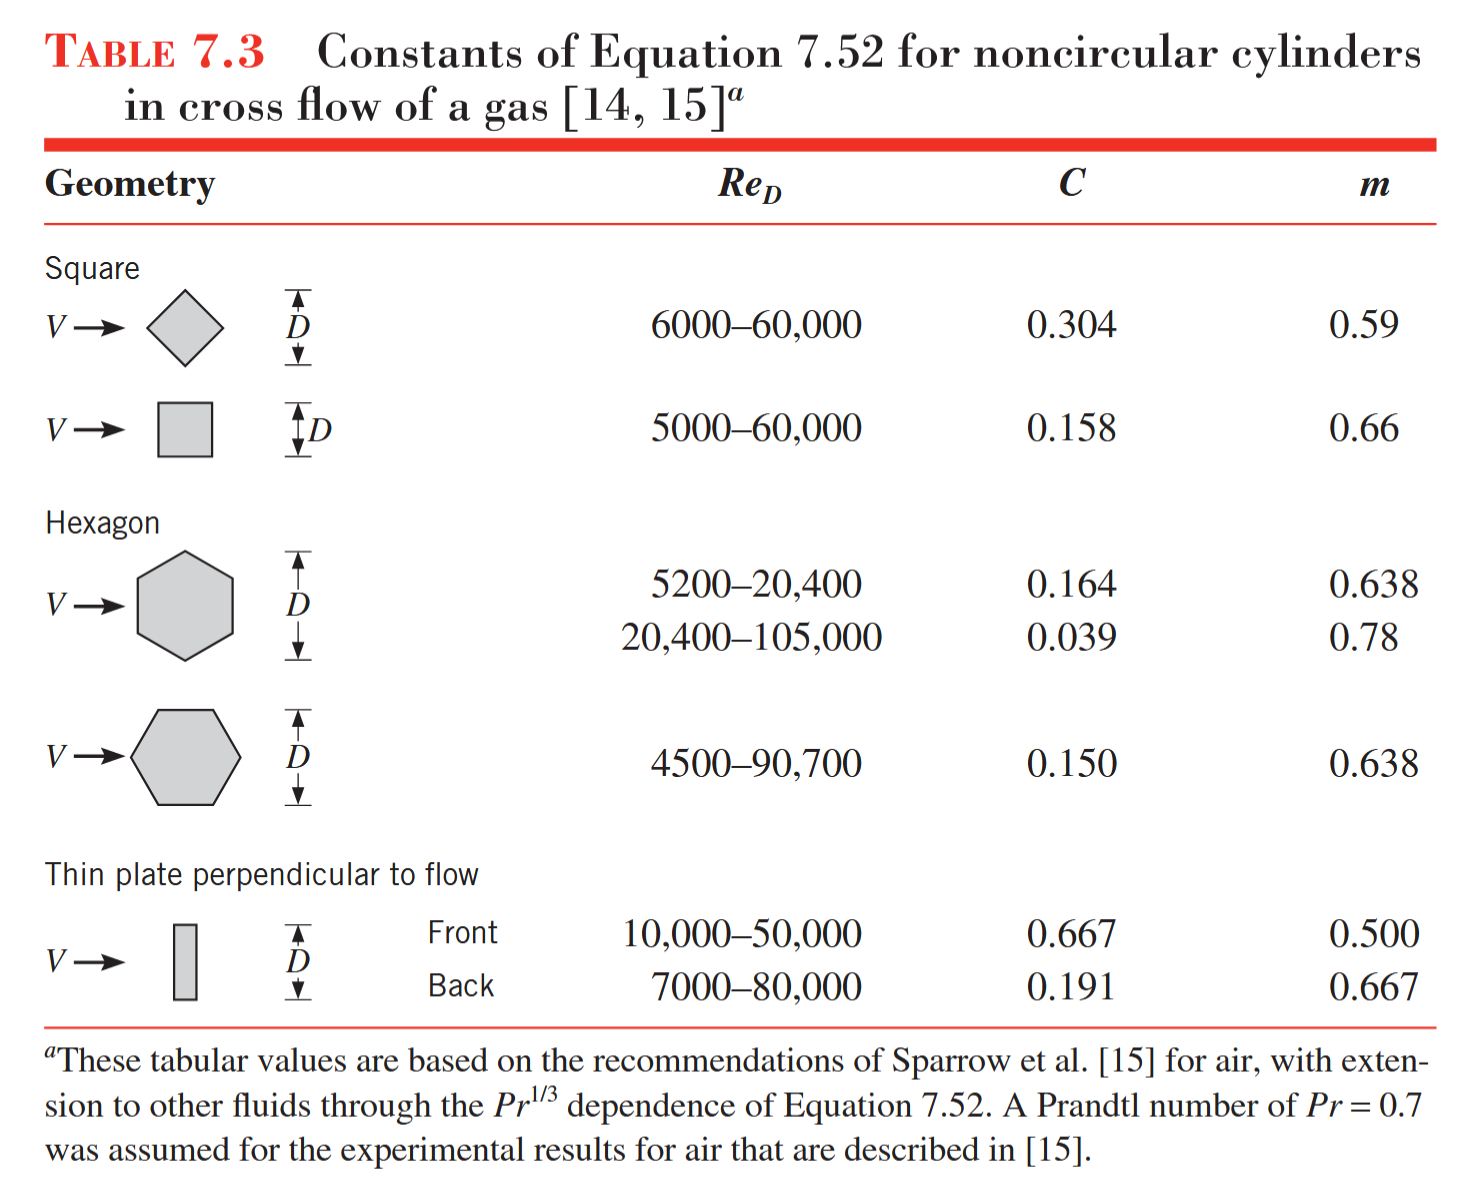 TABLE 7.3 Constants of Equation 7.52 for noncircular cylinders
in cross flow of a gas [14, 15]ᵃ
Geometry Re_D C m
Square
V D 6000–60,000 0.304 0.59
V D 5000–60,000 0.158 0.66
Hexagon
5200–20,400 0.164 0.638
V D
20,400–105,000 0.039 0.78
V D 4500–90,700 0.150 0.638
Thin plate perpendicular to flow
Front 10,000–50,000 0.667 0.500
V D
Back 7000–80,000 0.191 0.667
ᵃThese tabular values are based on the recommendations of Sparrow et al. [15] for air, with exten-
sion to other fluids through the Pr^1/3 dependence of Equation 7.52. A Prandtl number of Pr = 0.7
was assumed for the experimental results for air that are described in [15].